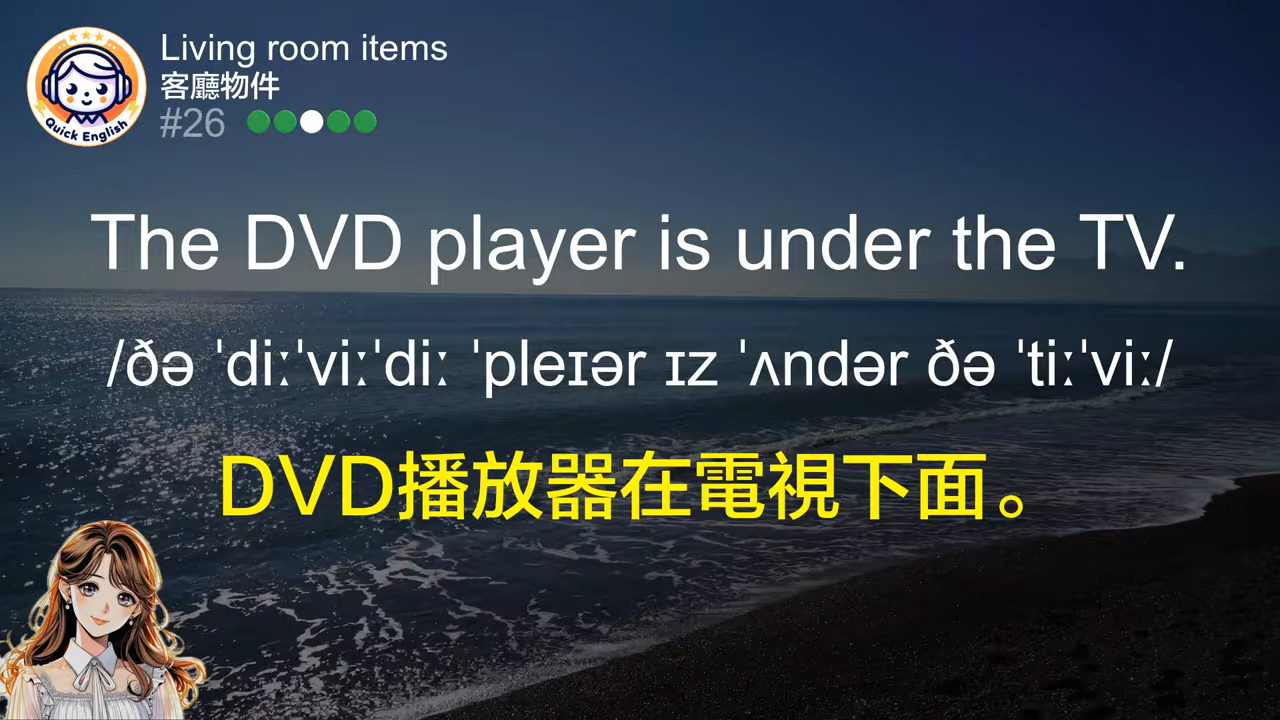 Living room items
客廳物件
#26
Quick English
The DVD player is under the TV.
/ðə ˈdiːˈviːˈdiː ˈpleɪər ɪz ˈʌndər ðə ˈtiːˈviː/
DVD播放器在電視下面。